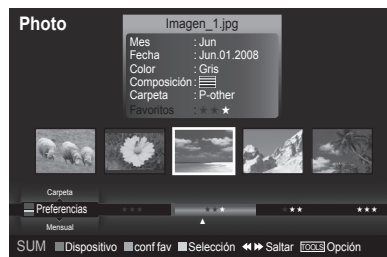 Photo
Imagen_1.jpg
Mes : Jun
Fecha : Jun.01.2008
Color : Gris
Composición :
Carpeta : P-other
Favoritos : ★★★
Carpeta
Preferencias ★★★ ★★★ ★★ ★★★
Mensual
SUM Dispositivo conf fav Selección Saltar TOOLS Opción